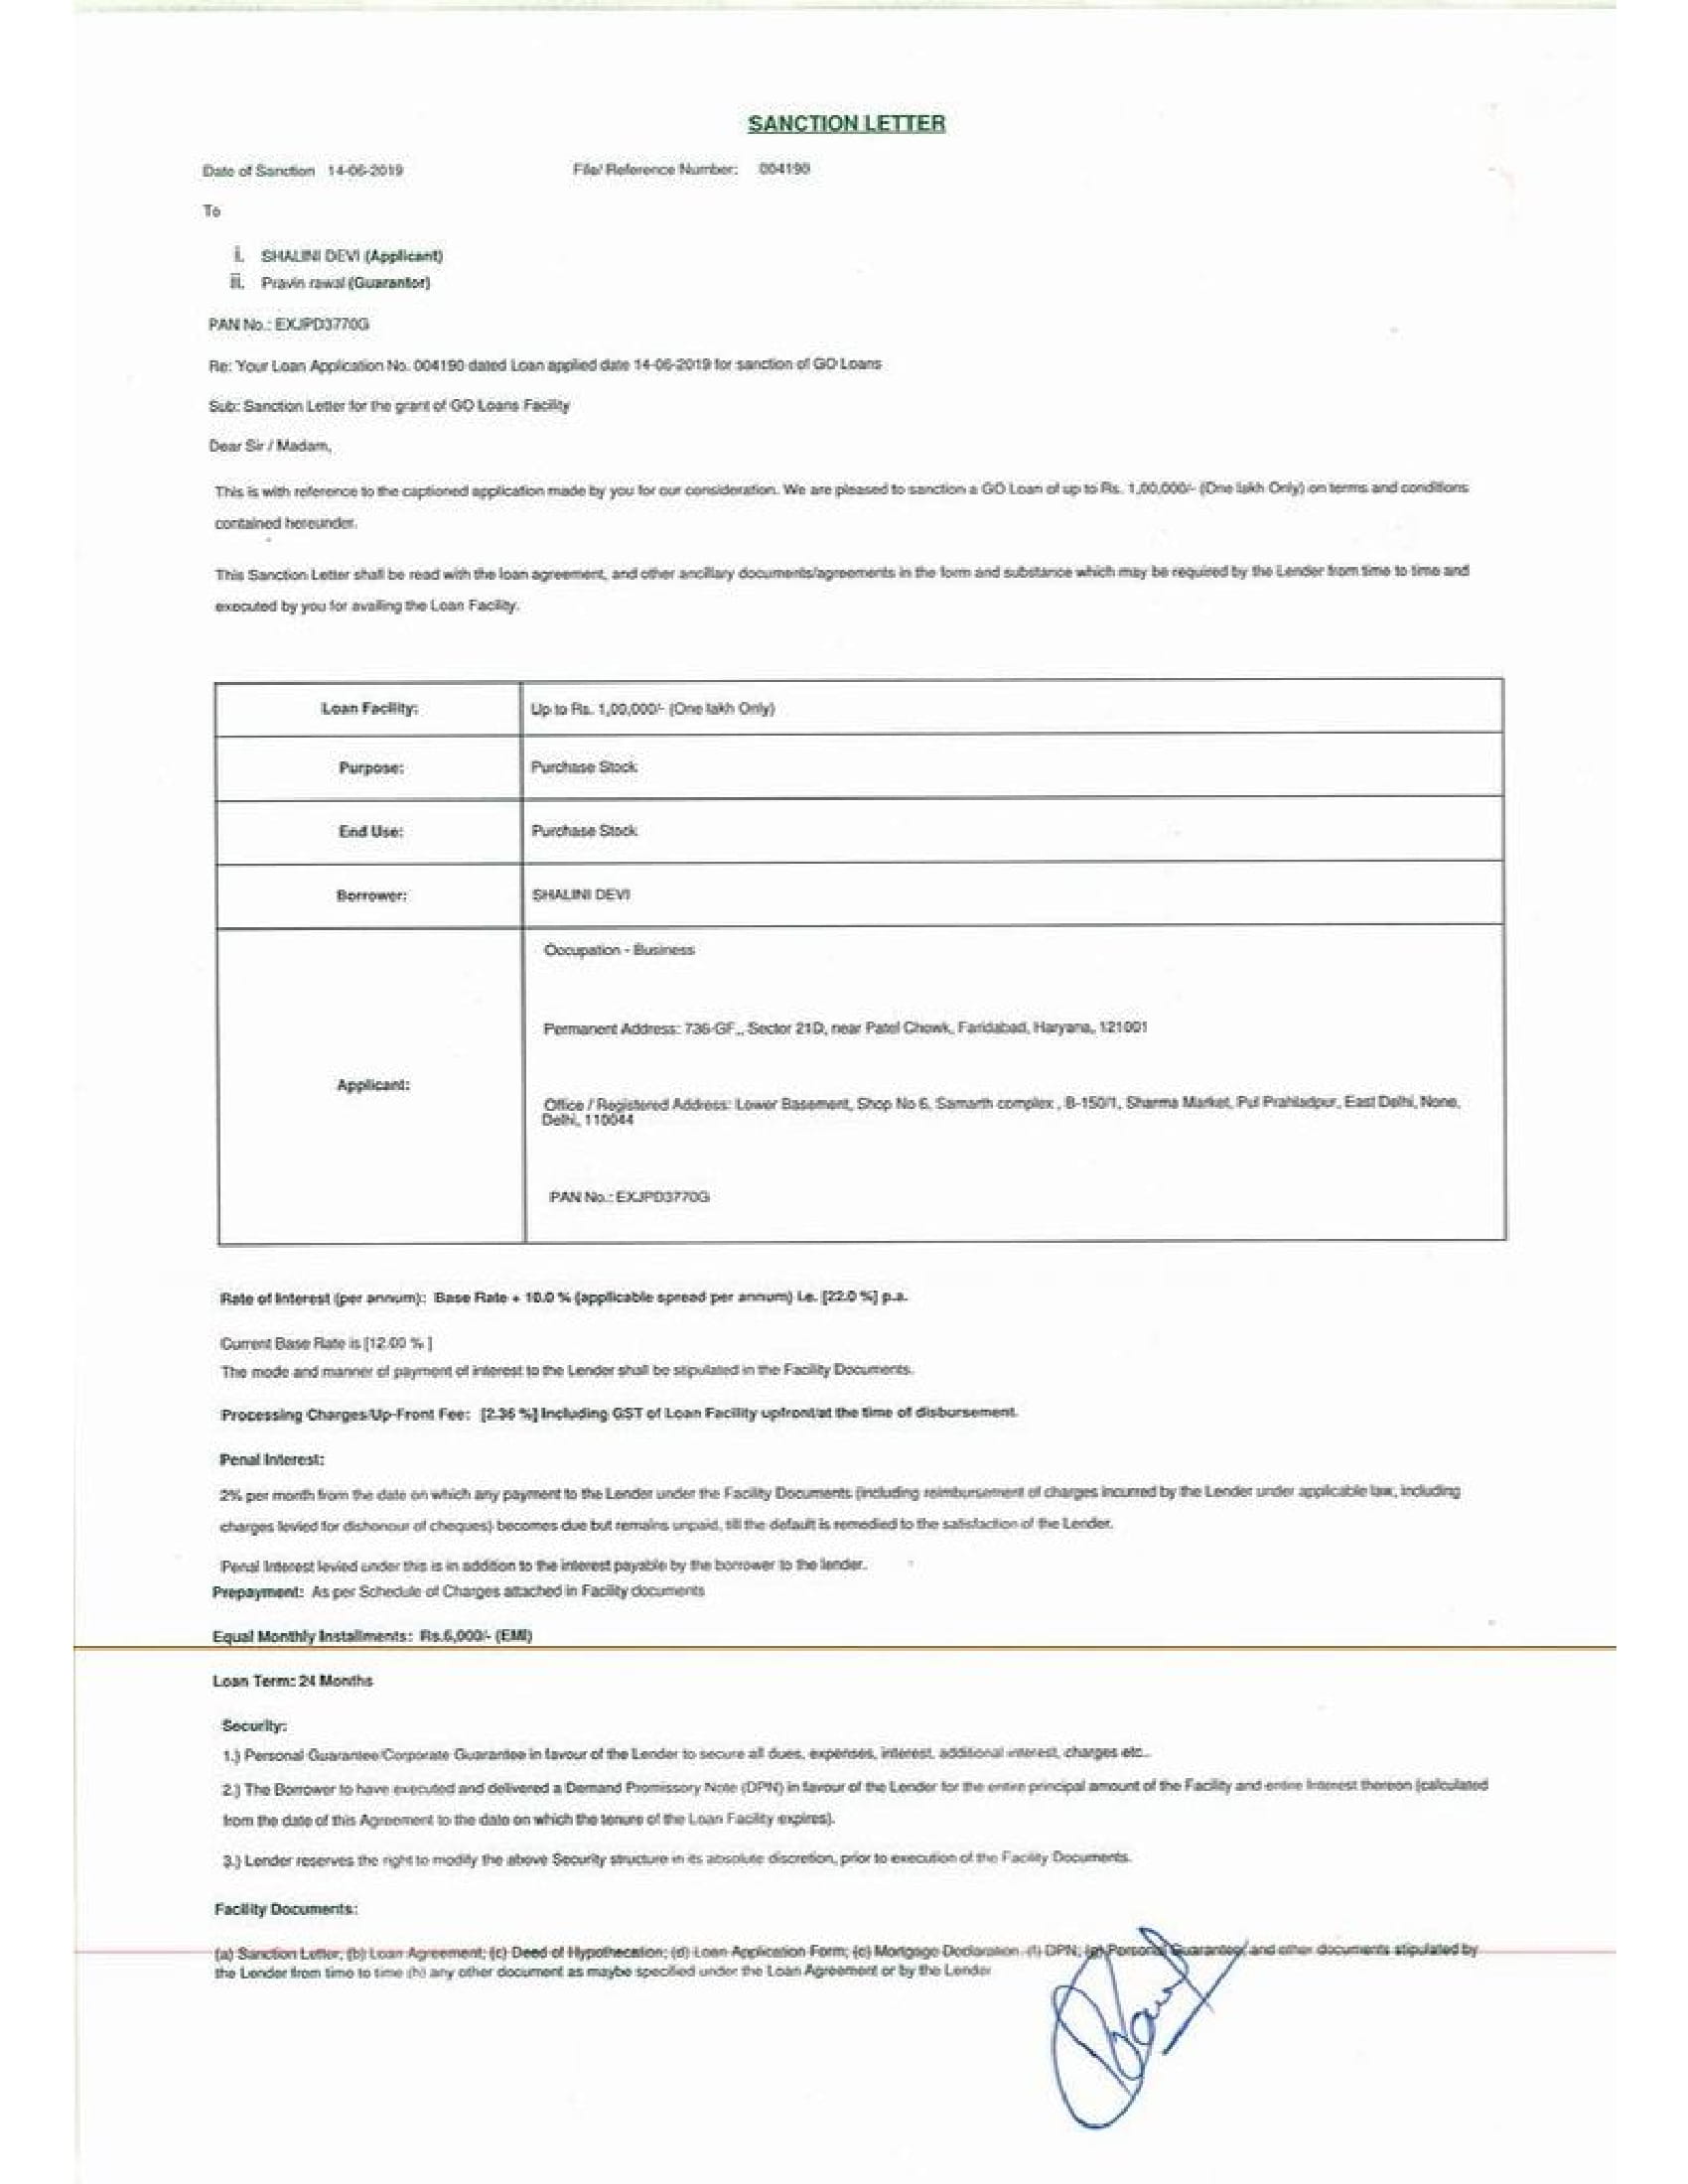 SANCTION LETTER
Date of Sanction 14-06-2019 File/ Reference Number: 004190
To
i. SHALINI DEVI (Applicant)
ii. Pravin rawal (Guarantor)
PAN No.: EXJPD3770G
Re: Your Loan Application No. 004190 dated Loan applied date 14-06-2019 for sanction of GO Loans
Sub: Sanction Letter for the grant of GO Loans Facility
Dear Sir / Madam,
This is with reference to the captioned application made by you for our consideration. We are pleased to sanction a GO Loan of up to Rs. 1,00,000/- (One lakh Only) on terms and conditions
contained hereunder.
This Sanction Letter shall be read with the loan agreement, and other ancillary documents/agreements in the form and substance which may be required by the Lender from time to time and
executed by you for availing the Loan Facility.
Loan Facility: Up to Rs. 1,00,000/- (One lakh Only)
Purpose: Purchase Stock
End Use: Purchase Stock
Borrower: SHALINI DEVI
Applicant:
Occupation - Business
Permanent Address: 736-GF,, Sector 21D, near Patel Chowk, Faridabad, Haryana, 121001
Office / Registered Address: Lower Basement, Shop No 6, Samarth complex , B-150/1, Sharma Market, Pul Prahladpur, East Delhi, None,
Delhi, 110044
PAN No.: EXJPD3770G
Rate of Interest (per annum): Base Rate + 10.0 % (applicable spread per annum) i.e. [22.0 %] p.a.
Current Base Rate is [12.00 % ]
The mode and manner of payment of interest to the Lender shall be stipulated in the Facility Documents.
Processing Charges/Up-Front Fee: [2.36 %] Including GST of Loan Facility upfront/at the time of disbursement.
Penal Interest:
2% per month from the date on which any payment to the Lender under the Facility Documents (including reimbursement of charges incurred by the Lender under applicable law, including
charges levied for dishonour of cheques) becomes due but remains unpaid, till the default is remedied to the satisfaction of the Lender.
Penal Interest levied under this is in addition to the interest payable by the borrower to the lender.
Prepayment: As per Schedule of Charges attached in Facility documents
Equal Monthly Installments: Rs.6,000/- (EMI)
Loan Term: 24 Months
Security:
1.) Personal Guarantee/Corporate Guarantee in favour of the Lender to secure all dues, expenses, interest, additional interest, charges etc..
2.) The Borrower to have executed and delivered a Demand Promissory Note (DPN) in favour of the Lender for the entire principal amount of the Facility and entire Interest thereon (calculated
from the date of this Agreement to the date on which the tenure of the Loan Facility expires).
3.) Lender reserves the right to modify the above Security structure in its absolute discretion, prior to execution of the Facility Documents.
Facility Documents:
(a) Sanction Letter; (b) Loan Agreement; (c) Deed of Hypothecation; (d) Loan Application Form; (e) Mortgage Declaration (f) DPN; (g) Personal Guarantee; and other documents stipulated by
the Lender from time to time (h) any other document as maybe specified under the Loan Agreement or by the Lender